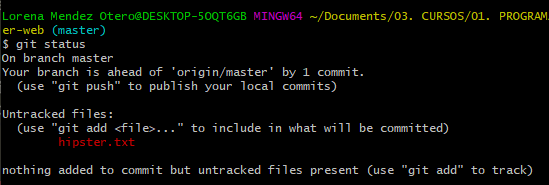 Lorena Mendez Otero@DESKTOP-5OQT6GB MINGW64 ~/Documents/03. CURSOS/01. PROGRAM
er-web (master)
$ git status
On branch master
Your branch is ahead of 'origin/master' by 1 commit.
(use "git push" to publish your local commits)
Untracked files:
(use "git add <file>..." to include in what will be committed)
hipster.txt
nothing added to commit but untracked files present (use "git add" to track)